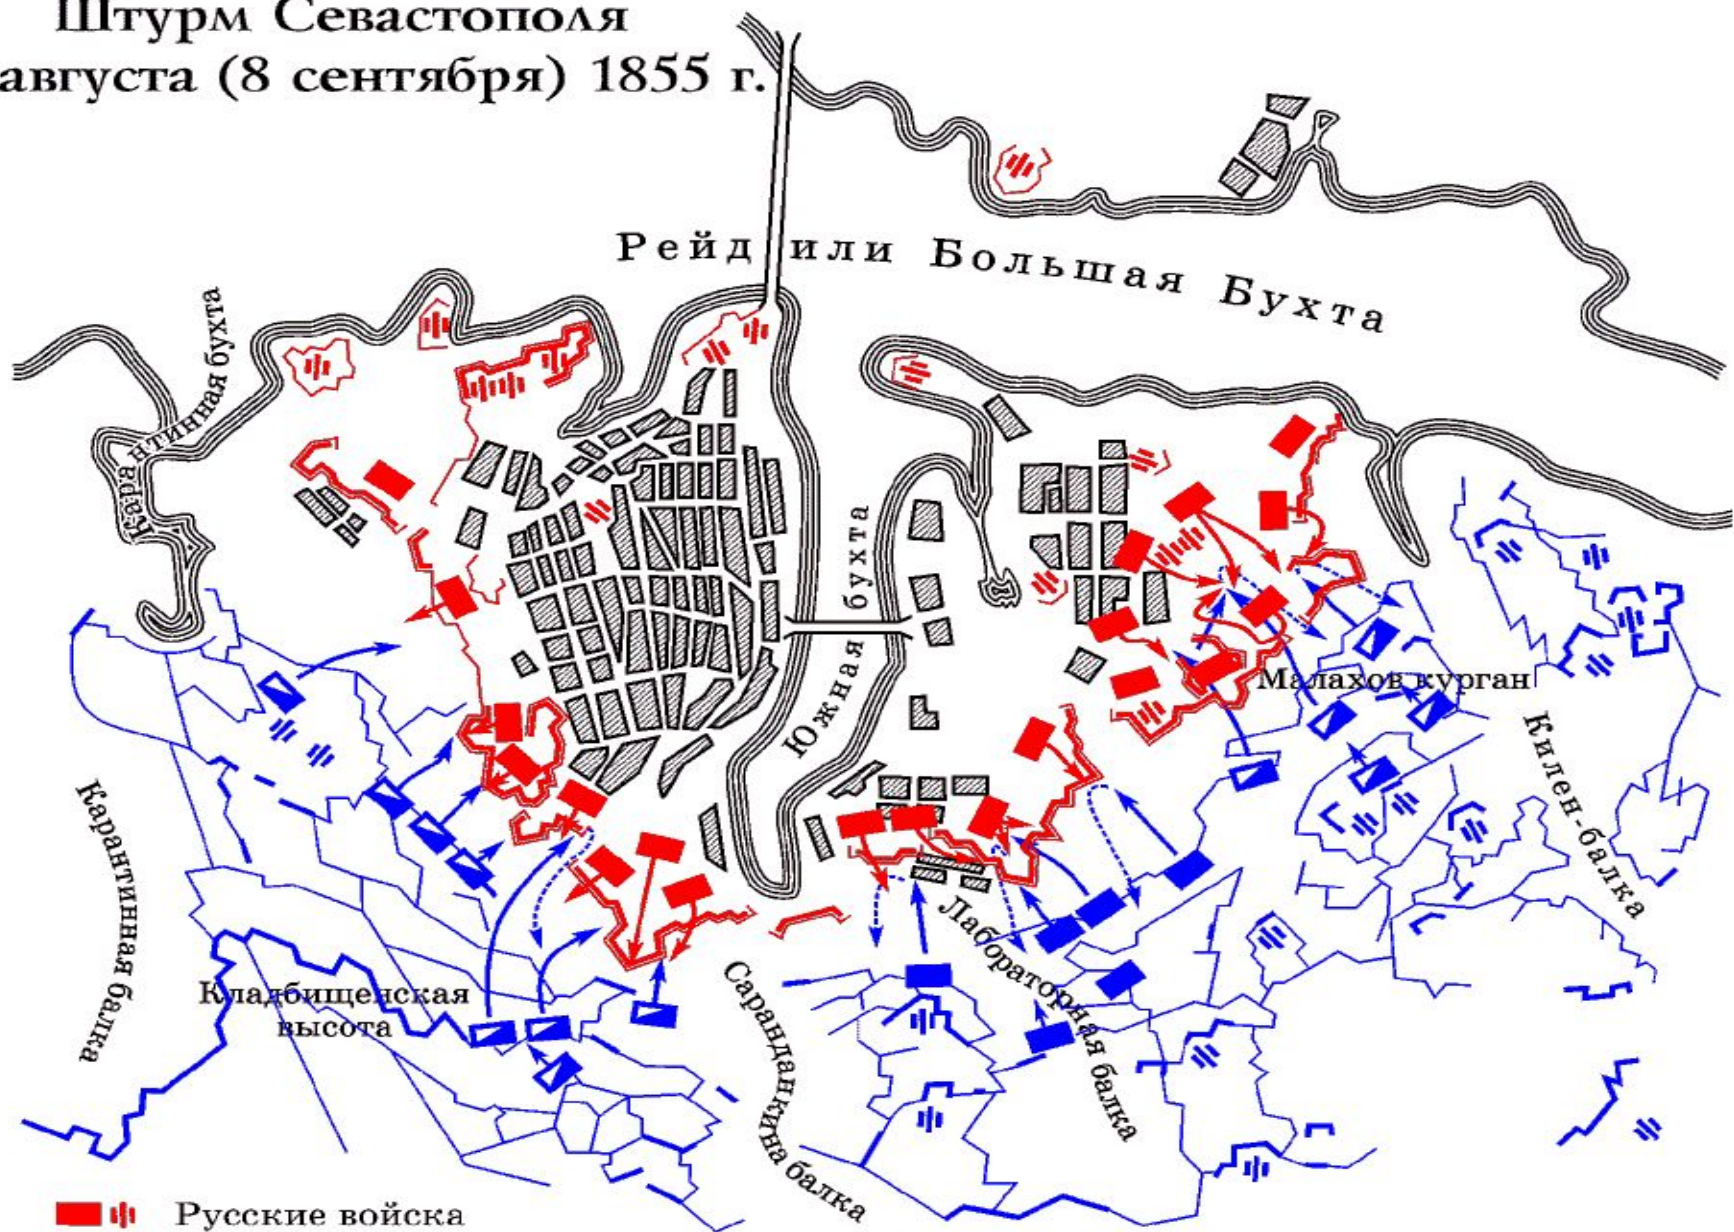 Штурм Севастополя
августа (8 сентября) 1855 г.
Рейд или Большая Бухта
Карантинная бухта
Южная бухта
Малахов курган
Килен-балка
Карантинная балка
Кладбищенская
высота
Лабораторная балка
Сарандакина балка
Русские войска